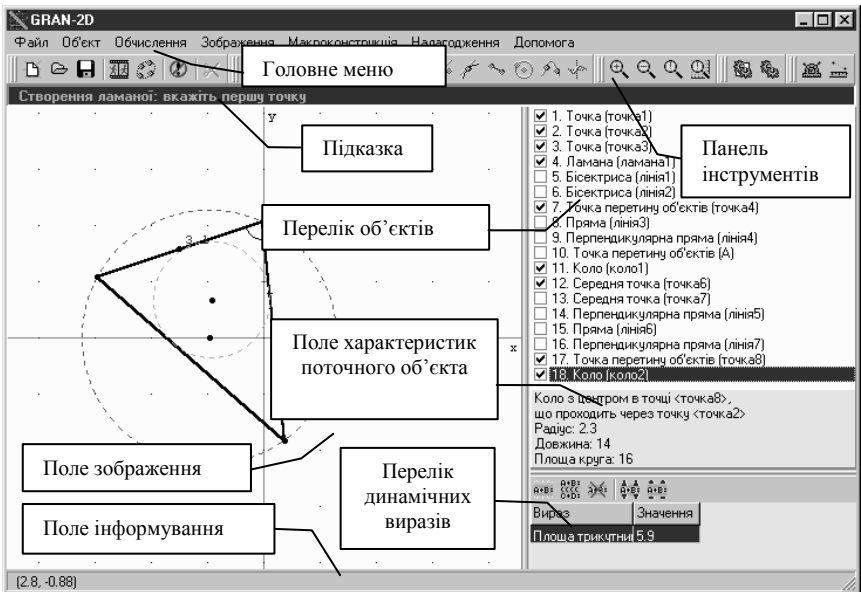 GRAN-2D
Файл Об'єкт Обчислення Зображення Макроконструкція Налагодження Допомога
Головне меню
Створення ламаної: вкажіть першу точку
y
Підказка
Панель
інструментів
Перелік об’єктів
1. Точка (точка1)
2. Точка (точка2)
3. Точка (точка3)
4. Ламана (ламана1)
5. Бісектриса (лінія1)
6. Бісектриса (лінія2)
7. Точка перетину об'єктів (точка4)
8. Пряма (лінія3)
9. Перпендикулярна пряма (лінія4)
10. Точка перетину об'єктів (A)
11. Коло (коло1)
12. Середня точка (точка6)
13. Середня точка (точка7)
14. Перпендикулярна пряма (лінія5)
15. Пряма (лінія6)
16. Перпендикулярна пряма (лінія7)
17. Точка перетину об'єктів (точка8)
18. Коло (коло2)
x
Поле характеристик
поточного об’єкта
Коло з центром в точці <точка8>,
що проходить через точку <точка2>
Радіус: 2.3
Довжина: 14
Площа круга: 16
Поле зображення
Перелік
динамічних
виразів
Вираз Значення
Площа трикутни 5.9
Поле інформування
(2.8, -0.88)